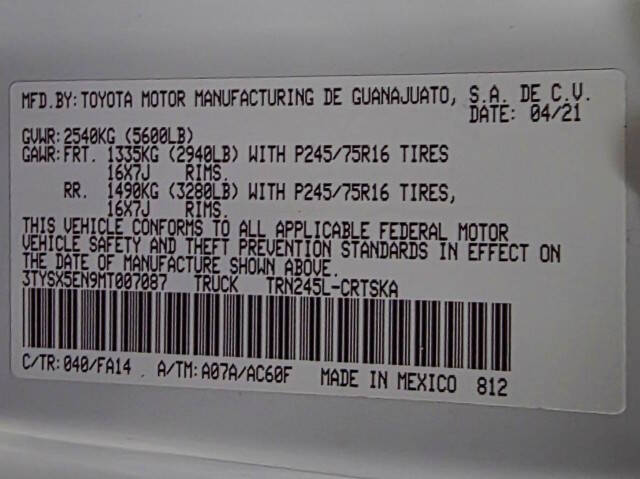 MFD.BY: TOYOTA MOTOR MANUFACTURING DE GUANAJUATO, S.A. DE C.V.
DATE: 04/21
GVWR: 2540KG (5600LB)
GAWR: FRT. 1335KG (2940LB) WITH P245/75R16 TIRES
16X7J RIMS.
RR. 1490KG (3280LB) WITH P245/75R16 TIRES,
16X7J RIMS.
THIS VEHICLE CONFORMS TO ALL APPLICABLE FEDERAL MOTOR
VEHICLE SAFETY AND THEFT PREVENTION STANDARDS IN EFFECT ON
THE DATE OF MANUFACTURE SHOWN ABOVE.
3TYSX5EN9MT007087 TRUCK TRN245L-CRTSKA
C/TR: 040/FA14 A/TM: A07A/AC60F MADE IN MEXICO 812